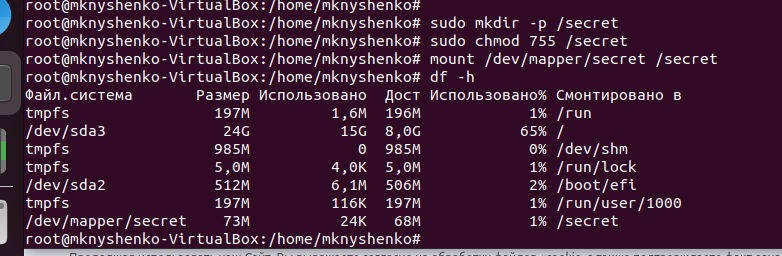 root@mknyshenko-VirtualBox:/home/mknyshenko#
root@mknyshenko-VirtualBox:/home/mknyshenko# sudo mkdir -p /secret
root@mknyshenko-VirtualBox:/home/mknyshenko# sudo chmod 755 /secret
root@mknyshenko-VirtualBox:/home/mknyshenko# mount /dev/mapper/secret /secret
root@mknyshenko-VirtualBox:/home/mknyshenko# df -h
Файл.система Размер Использовано Дост Использовано% Смонтировано в
tmpfs 197M 1,6M 196M 1% /run
/dev/sda3 24G 15G 8,0G 65% /
tmpfs 985M 0 985M 0% /dev/shm
tmpfs 5,0M 4,0K 5,0M 1% /run/lock
/dev/sda2 512M 6,1M 506M 2% /boot/efi
tmpfs 197M 116K 197M 1% /run/user/1000
/dev/mapper/secret 73M 24K 68M 1% /secret
root@mknyshenko-VirtualBox:/home/mknyshenko#